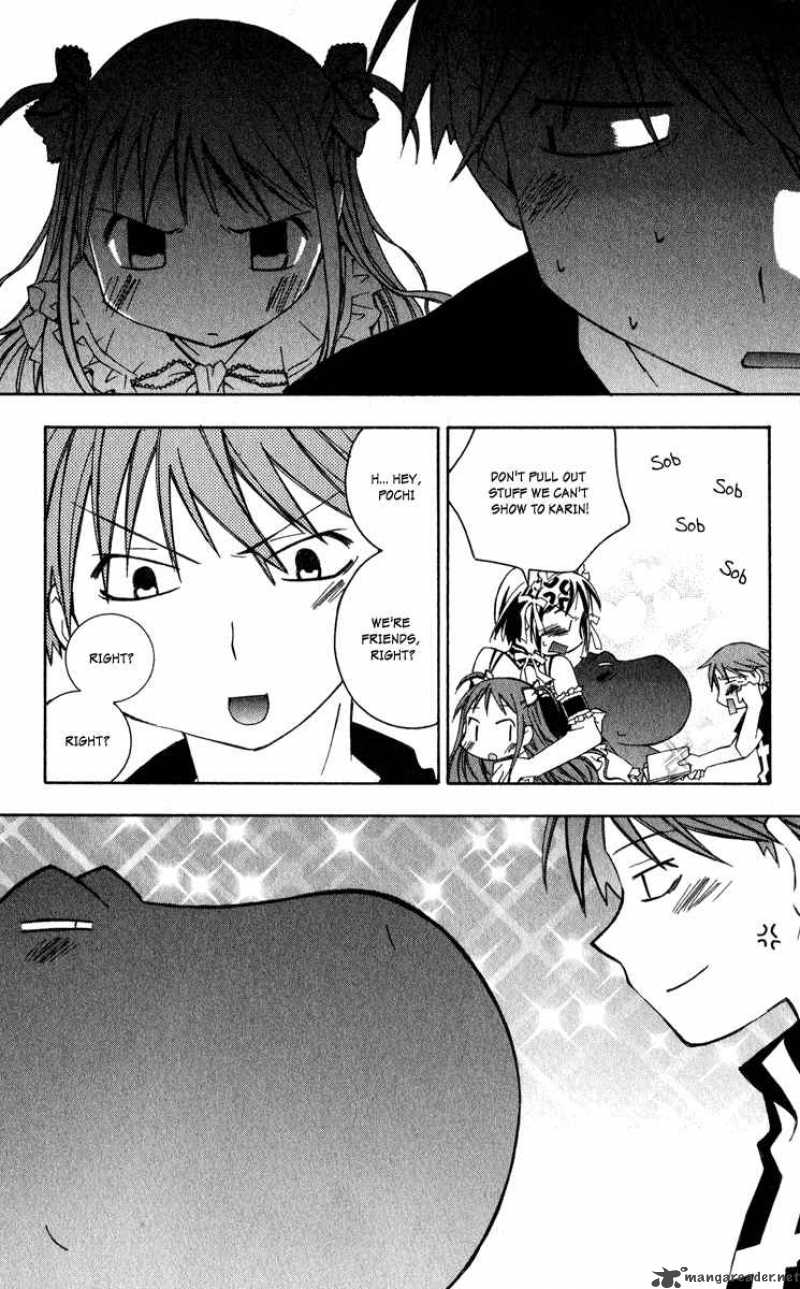 DON'T PULL OUT
STUFF WE CAN'T
SHOW TO KARIN!
SOB
SOB
SOB
SOB
H... HEY,
POCHI
WE'RE
FRIENDS,
RIGHT?
RIGHT?
RIGHT?
mangareader.net